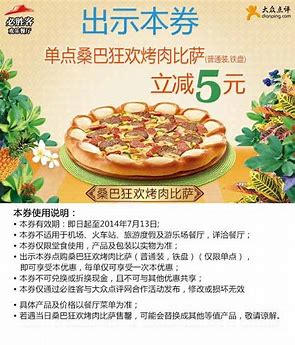 必胜客
欢乐餐厅
大众点评
dianping.com
出示本券
单点桑巴狂欢烤肉比萨(普通装,铁盘)
立减5元
桑巴狂欢烤肉比萨
本券使用说明：
• 本券有效期：即日起至2014年7月13日;
• 本券不适用于机场、火车站、旅游度假及游乐场餐厅，详洽餐厅；
• 本券仅限堂食使用，产品及包装以实物为准；
• 出示本券点购桑巴狂欢烤肉比萨（普通装，铁盘）（仅限单点），
即可享受本优惠，每单仅可享受一次本优惠；
• 本券不可兑换现或折换现金，且不可与其他优惠共享；
• 本券仅通过必胜客与大众点评网合作活动发布，修改或损坏无效
• 具体产品及价格以餐厅菜单为准；
• 若遇当日桑巴狂欢烤肉比萨售罄，可能会替换成其他等值产品，敬请谅解。